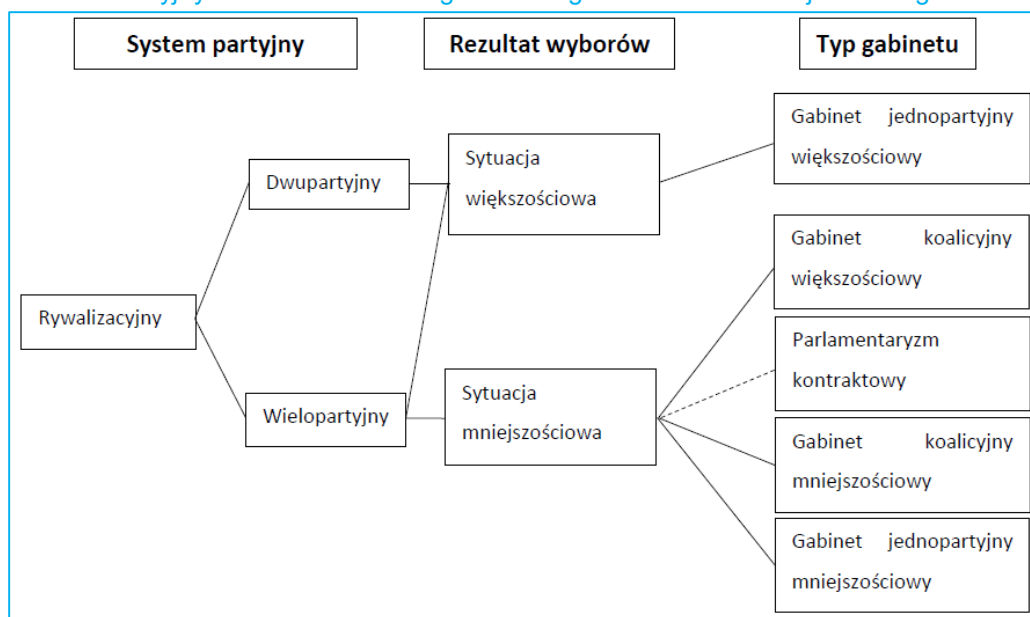 System partyjny
Rezultat wyborów
Typ gabinetu
Gabinet jednopartyjny
większościowy
Sytuacja
większościowa
Dwupartyjny
Gabinet koalicyjny
większościowy
Rywalizacyjny
Parlamentaryzm
kontraktowy
Wielopartyjny
Sytuacja
mniejszościowa
Gabinet koalicyjny
mniejszościowy
Gabinet jednopartyjny
mniejszościowy